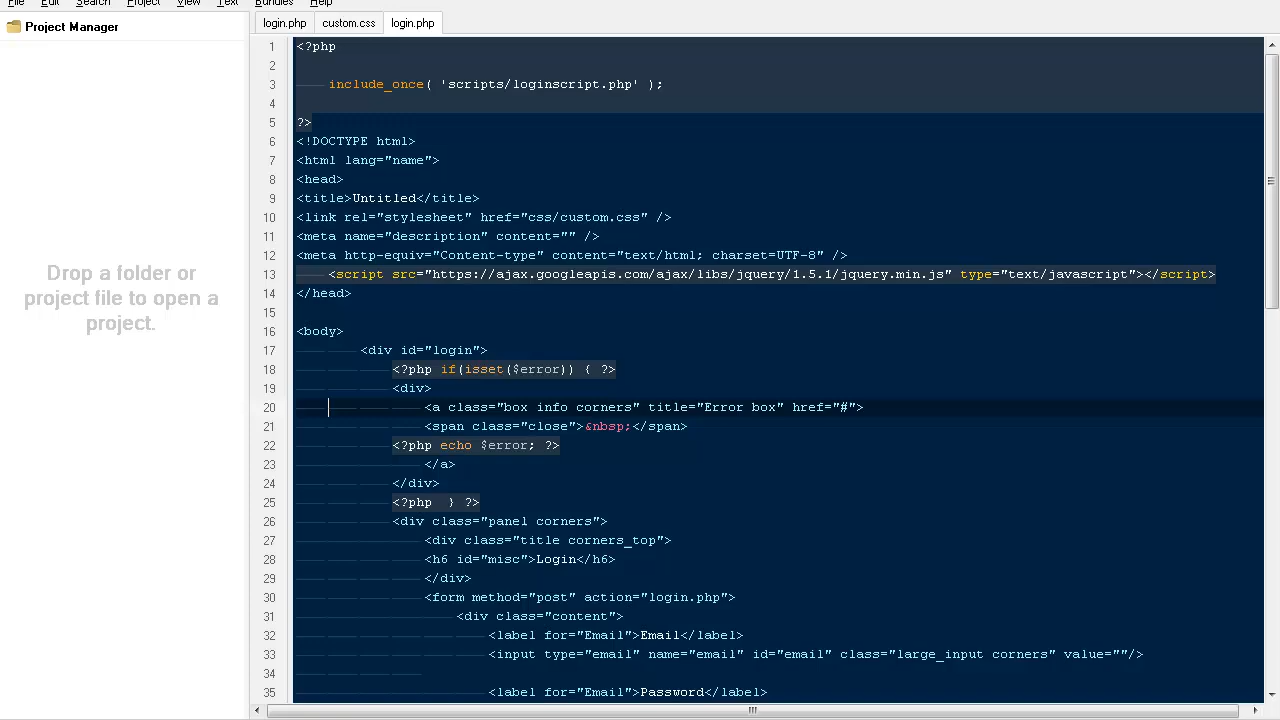 File Edit Search Project View Text Bundles Help
Project Manager
login.php custom.css login.php
Drop a folder or
project file to open a
project.
1 <?php
2
3 include_once( 'scripts/loginscript.php' );
4
5 ?>
6 <!DOCTYPE html>
7 <html lang="name">
8 <head>
9 <title>Untitled</title>
10 <link rel="stylesheet" href="css/custom.css" />
11 <meta name="description" content="" />
12 <meta http-equiv="Content-type" content="text/html; charset=UTF-8" />
13 <script src="https://ajax.googleapis.com/ajax/libs/jquery/1.5.1/jquery.min.js" type="text/javascript"></script>
14 </head>
15
16 <body>
17 <div id="login">
18 <?php if(isset($error)) { ?>
19 <div>
20 <a class="box info corners" title="Error box" href="#">
21 <span class="close">&nbsp;</span>
22 <?php echo $error; ?>
23 </a>
24 </div>
25 <?php  } ?>
26 <div class="panel corners">
27 <div class="title corners_top">
28 <h6 id="misc">Login</h6>
29 </div>
30 <form method="post" action="login.php">
31 <div class="content">
32 <label for="Email">Email</label>
33 <input type="email" name="email" id="email" class="large_input corners" value=""/>
34
35 <label for="Email">Password</label>